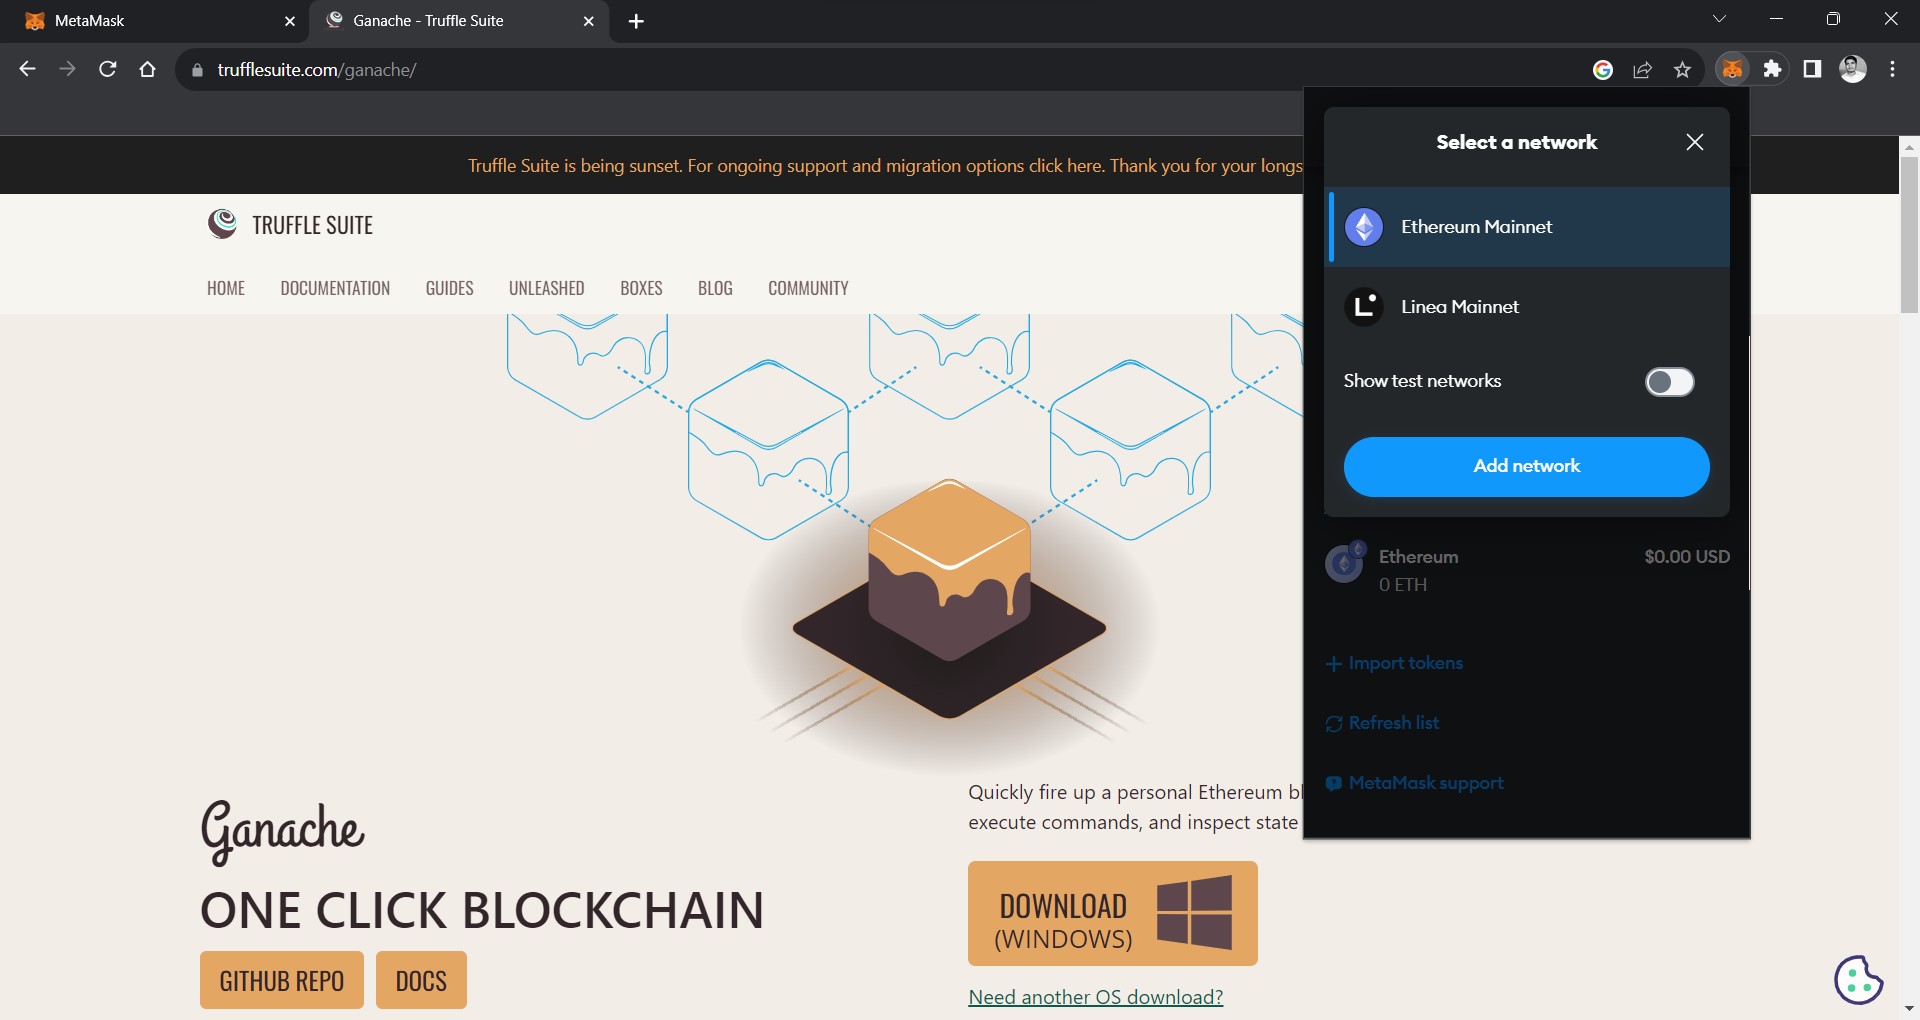 MetaMask
Ganache - Truffle Suite
trufflesuite.com/ganache/
Truffle Suite is being sunset. For ongoing support and migration options click here. Thank you for your longs
TRUFFLE SUITE
HOME DOCUMENTATION GUIDES UNLEASHED BOXES BLOG COMMUNITY
Ganache
ONE CLICK BLOCKCHAIN
GITHUB REPO
DOCS
Quickly fire up a personal Ethereum bl
execute commands, and inspect state
DOWNLOAD
(WINDOWS)
Need another OS download?
Select a network
Ethereum Mainnet
Linea Mainnet
Show test networks
Add network
Ethereum $0.00 USD
0 ETH
Import tokens
Refresh list
MetaMask support